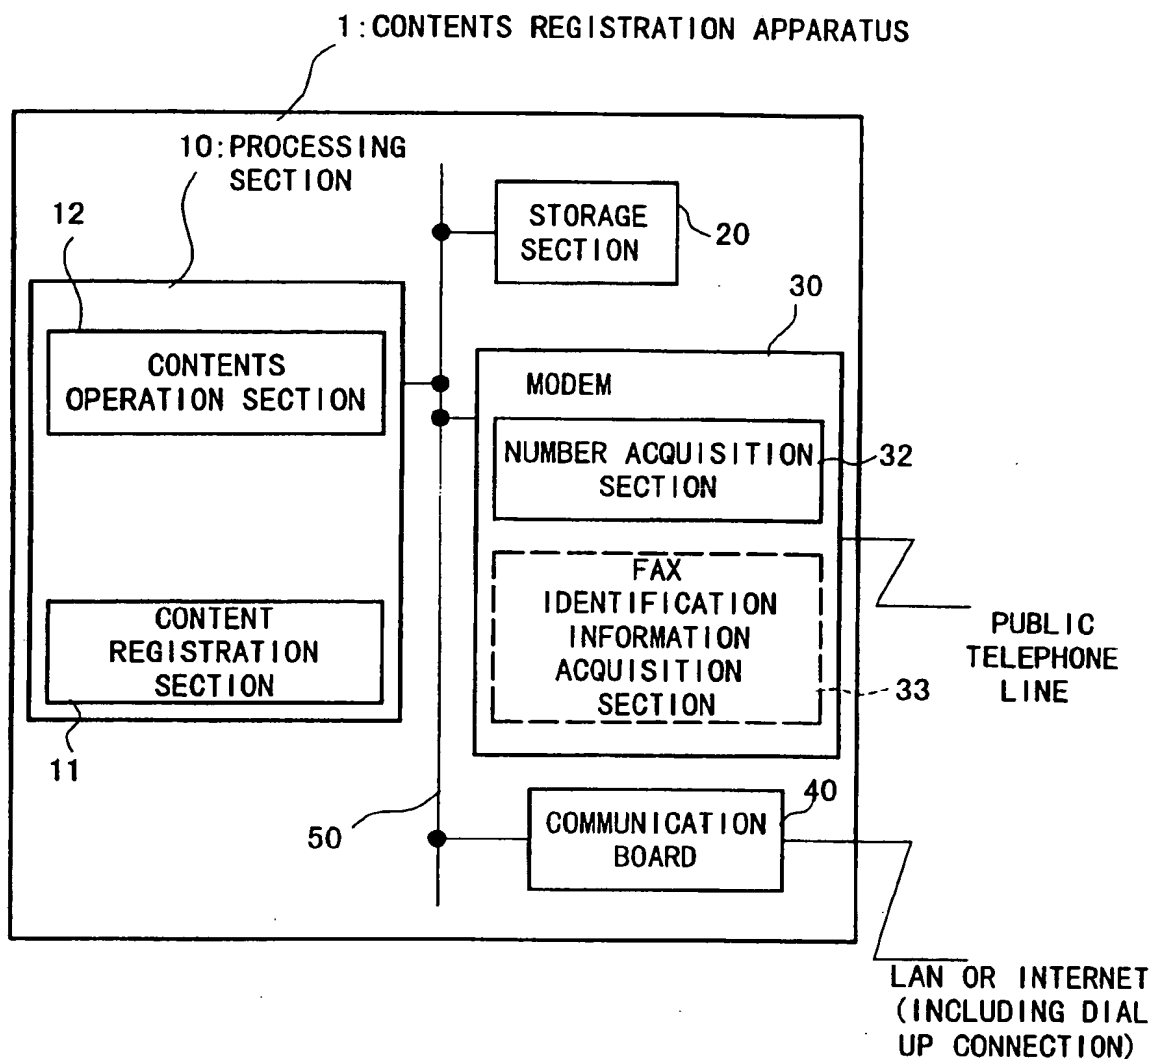 1:CONTENTS REGISTRATION APPARATUS
10:PROCESSING
SECTION
12
CONTENTS
OPERATION SECTION
CONTENT
REGISTRATION
SECTION
11
STORAGE
SECTION
20
30
MODEM
NUMBER ACQUISITION
SECTION
32
FAX
IDENTIFICATION
INFORMATION
ACQUISITION
SECTION
33
PUBLIC
TELEPHONE
LINE
50
40
COMMUNICATION
BOARD
LAN OR INTERNET
(INCLUDING DIAL
UP CONNECTION)